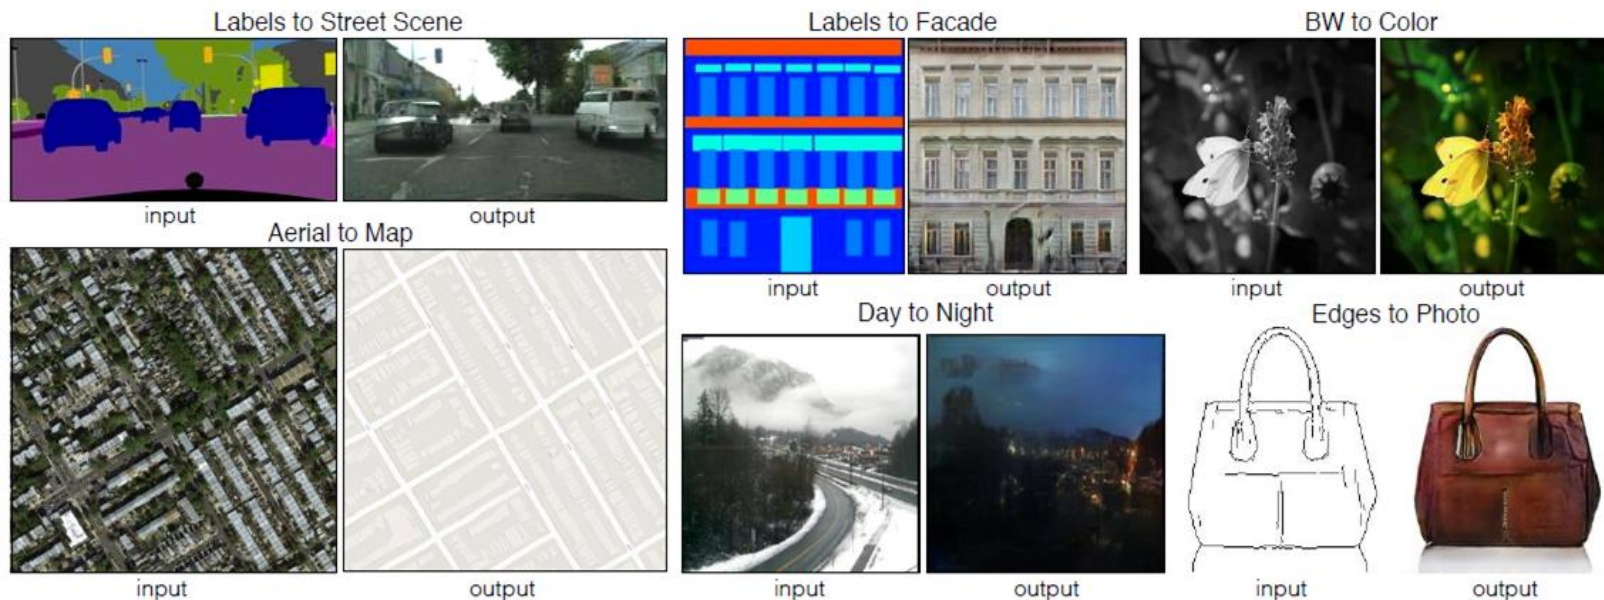 Labels to Street Scene
input
output
Labels to Facade
input
output
BW to Color
input
output
Aerial to Map
input
output
Day to Night
input
output
Edges to Photo
input
output